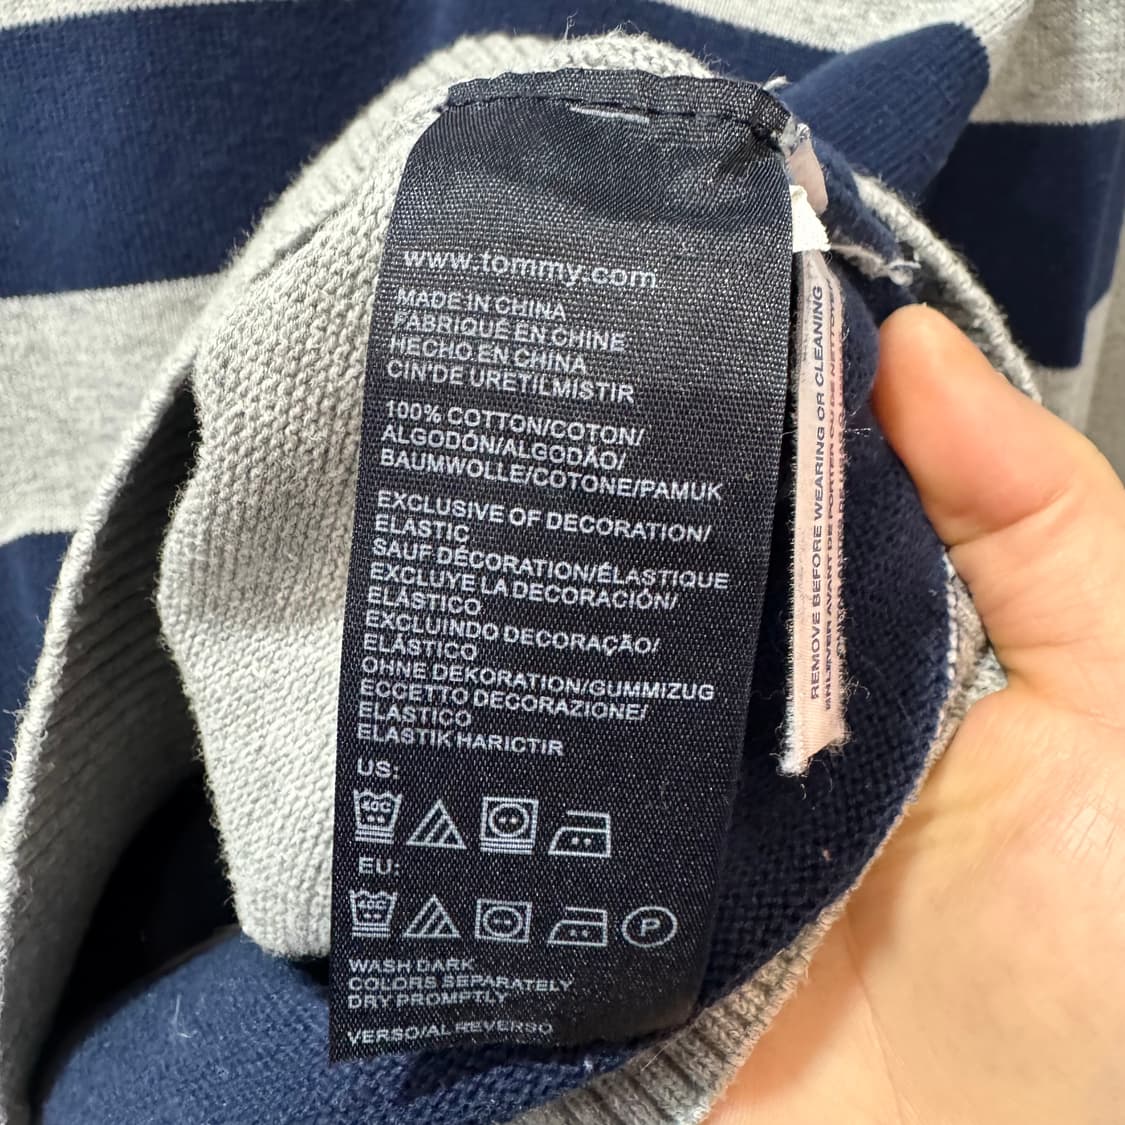 www.tommy.com
MADE IN CHINA
FABRIQUÉ EN CHINE
HECHO EN CHINA
CIN'DE URETILMISTIR
100% COTTON/COTON/
ALGODÓN/ALGODÃO/
BAUMWOLLE/COTONE/PAMUK
EXCLUSIVE OF DECORATION/
ELASTIC
SAUF DÉCORATION/ÉLASTIQUE
EXCLUYE LA DECORACIÓN/
ELÁSTICO
EXCLUINDO DECORAÇÃO/
ELÁSTICO
OHNE DEKORATION/GUMMIZUG
ECCETTO DECORAZIONE/
ELASTICO
ELASTIK HARICTIR
US:
40C
EU:
P
WASH DARK
COLORS SEPARATELY
DRY PROMPTLY
VERSO/AL REVERSO
REMOVE BEFORE WEARING OR CLEANING